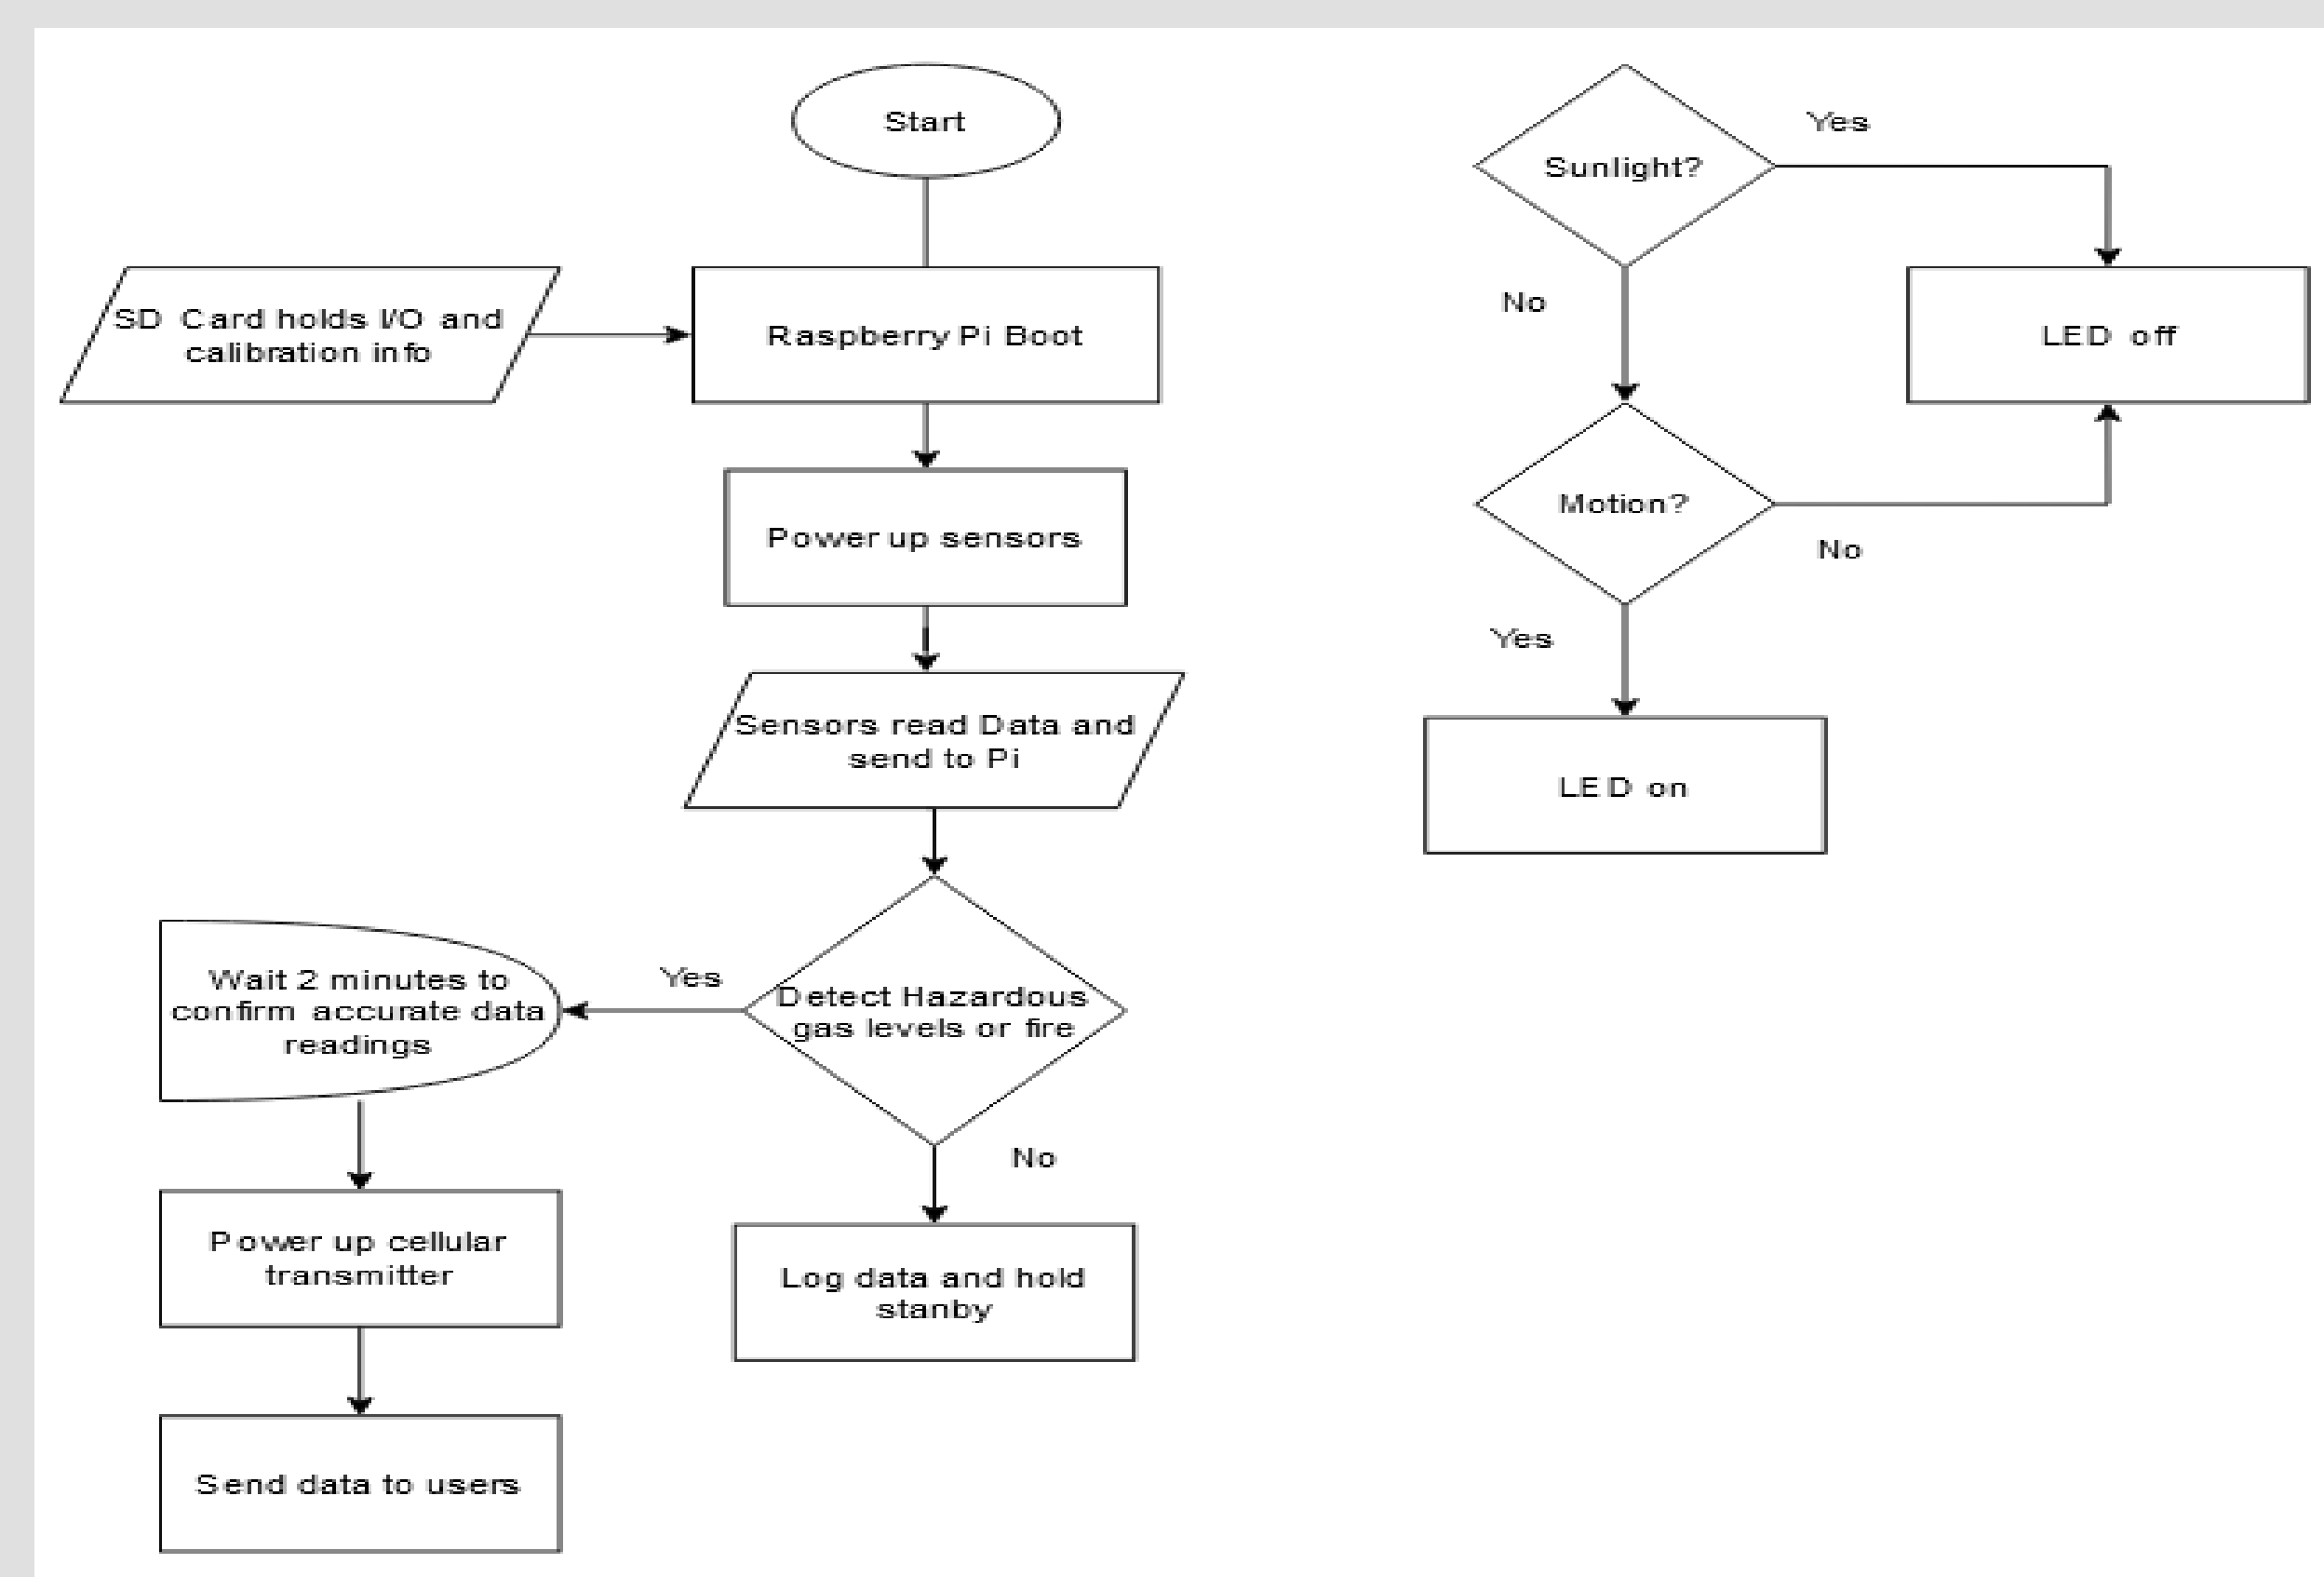 Start
SD Card holds I/O and
calibration info
Raspberry Pi Boot
Power up sensors
Sensors read Data and
send to Pi
Detect Hazardous
gas levels or fire
Yes
Wait 2 minutes to
confirm accurate data
readings
Power up cellular
transmitter
Send data to users
No
Log data and hold
stanby
Sunlight?
Yes
LED off
No
Motion?
No
Yes
LED on